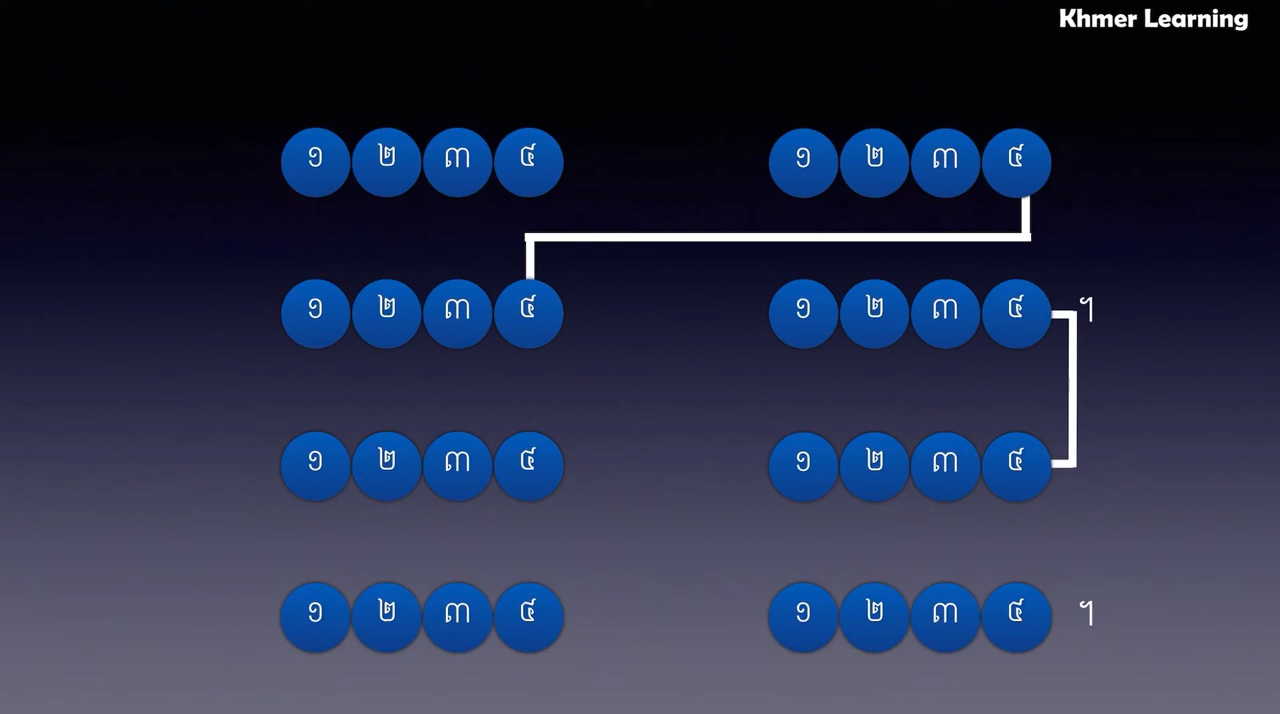 Khmer Learning
១ ២ ៣ ៤ ១ ២ ៣ ៤
១ ២ ៣ ៤ ១ ២ ៣ ៤ ។
១ ២ ៣ ៤ ១ ២ ៣ ៤
១ ២ ៣ ៤ ១ ២ ៣ ៤ ។